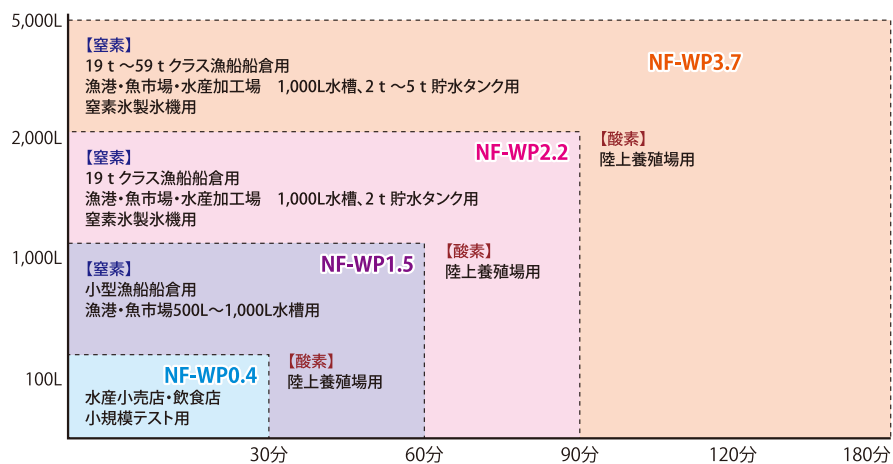 5,000L
【窒素】
19ｔ～59ｔクラス漁船船倉用
漁港・魚市場・水産加工場　1,000L水槽、2ｔ～5ｔ貯水タンク用
窒素氷製氷機用
NF-WP3.7
2,000L
【窒素】
19ｔクラス漁船船倉用
漁港・魚市場・水産加工場　1,000L水槽、2ｔ貯水タンク用
窒素氷製氷機用
NF-WP2.2
【酸素】
陸上養殖場用
1,000L
【窒素】
小型漁船船倉用
漁港・魚市場500L～1,000L水槽用
NF-WP1.5
【酸素】
陸上養殖場用
100L
NF-WP0.4
水産小売店・飲食店
小規模テスト用
【酸素】
陸上養殖場用
30分
60分
90分
120分
180分